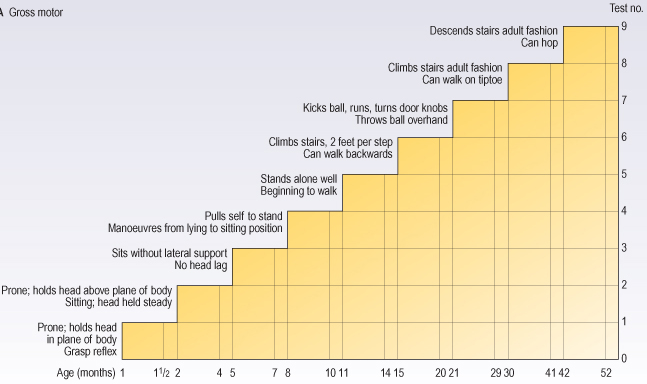 A Gross motor
Test no.
Descends stairs adult fashion
Can hop
9
Climbs stairs adult fashion
Can walk on tiptoe
8
Kicks ball, runs, turns door knobs
Throws ball overhand
7
Climbs stairs, 2 feet per step
Can walk backwards
6
Stands alone well
Beginning to walk
5
Pulls self to stand
Manoeuvres from lying to sitting position
4
Sits without lateral support
No head lag
3
Prone; holds head above plane of body
Sitting; head held steady
2
Prone; holds head
in plane of body
Grasp reflex
1
0
Age (months) 1 1 1/2 2 4 5 7 8 10 11 14 15 20 21 29 30 41 42 52